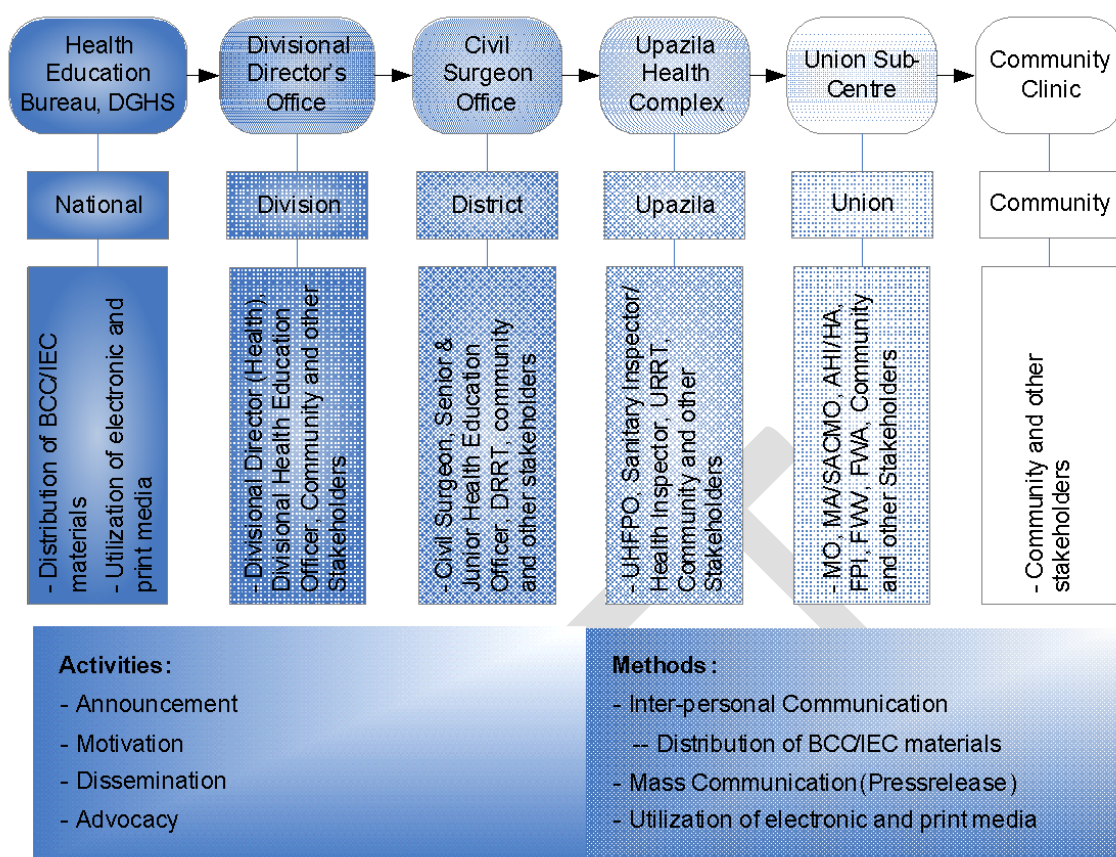 Health
Education
Bureau, DGHS
Divisional
Director's
Office
Civil
Surgeon
Office
Upazila
Health
Complex
Union Sub-
Centre
Community
Clinic
National
Division
District
Upazila
Union
Community
- Distribution of BCC/IEC
materials
- Utilization of electronic and
print media
- Divisional Director (Health),
Divisional Health Education
Officer, Community and other
Stakeholders
- Civil Surgeon, Senior &
Junior Health Education
Officer, DRRT, community
and other stakeholders
- UHFPO, Sanitary Inspector/
Health Inspector, URRT,
Community and other
Stakeholders
- MO, MA/SACMO, AHI/HA,
FPI, FWV, FWA, Community
and other Stakeholders
- Community and other
stakeholders
Activities:
- Announcement
- Motivation
- Dissemination
- Advocacy
Methods:
- Inter-personal Communication
-- Distribution of BCC/IEC materials
- Mass Communication (Pressrelease)
- Utilization of electronic and print media